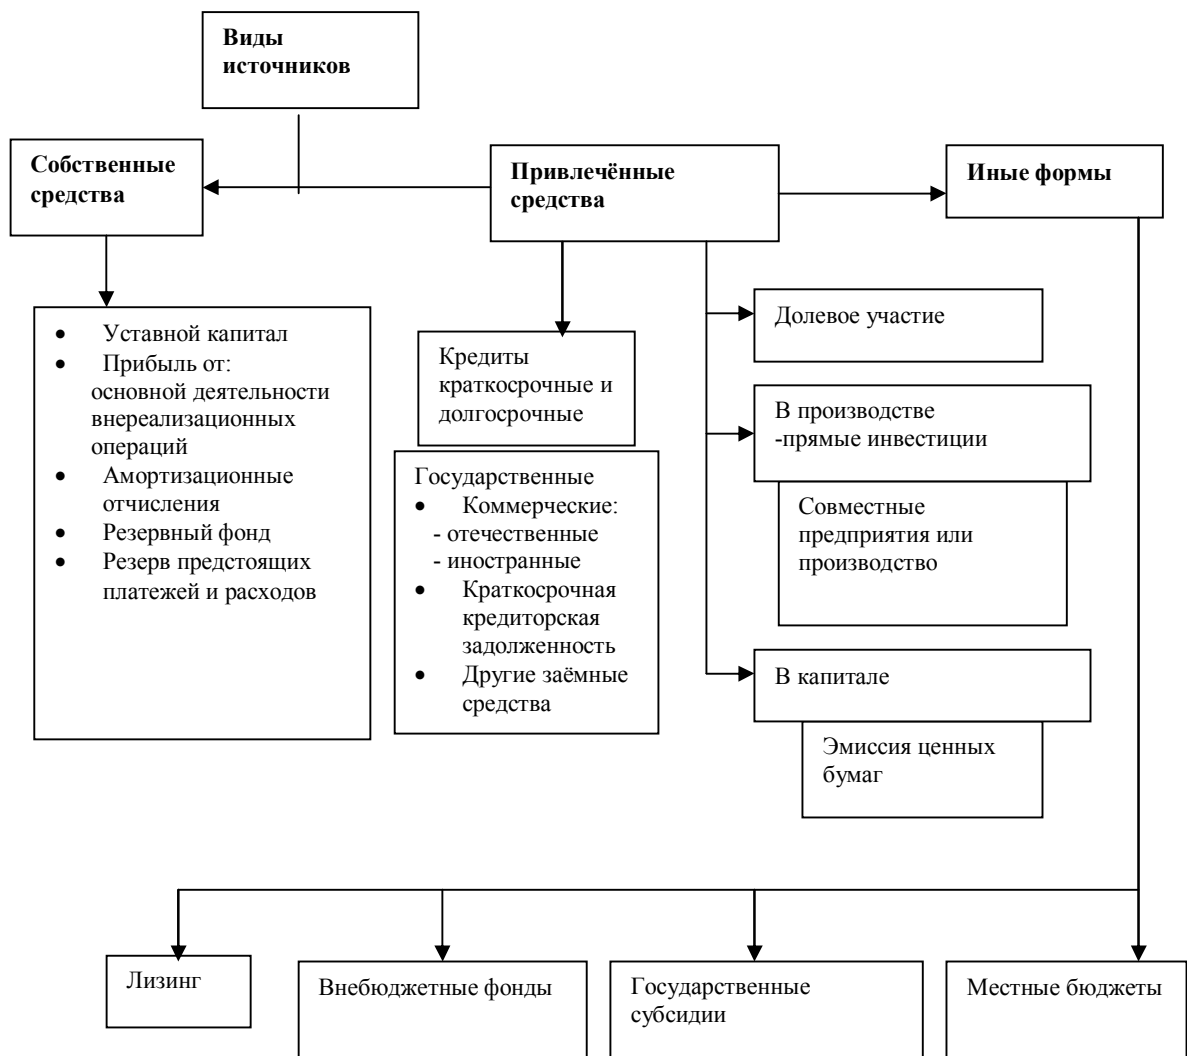 Виды
источников
Собственные
средства
Привлечённые
средства
Иные формы
• Уставной капитал
• Прибыль от:
основной деятельности
внереализационных
операций
• Амортизационные
отчисления
• Резервный фонд
• Резерв предстоящих
платежей и расходов
Кредиты
краткосрочные и
долгосрочные
Государственные
• Коммерческие:
- отечественные
- иностранные
• Краткосрочная
кредиторская
задолженность
• Другие заёмные
средства
Долевое участие
В производстве
-прямые инвестиции
Совместные
предприятия или
производство
В капитале
Эмиссия ценных
бумаг
Лизинг
Внебюджетные фонды
Государственные
субсидии
Местные бюджеты